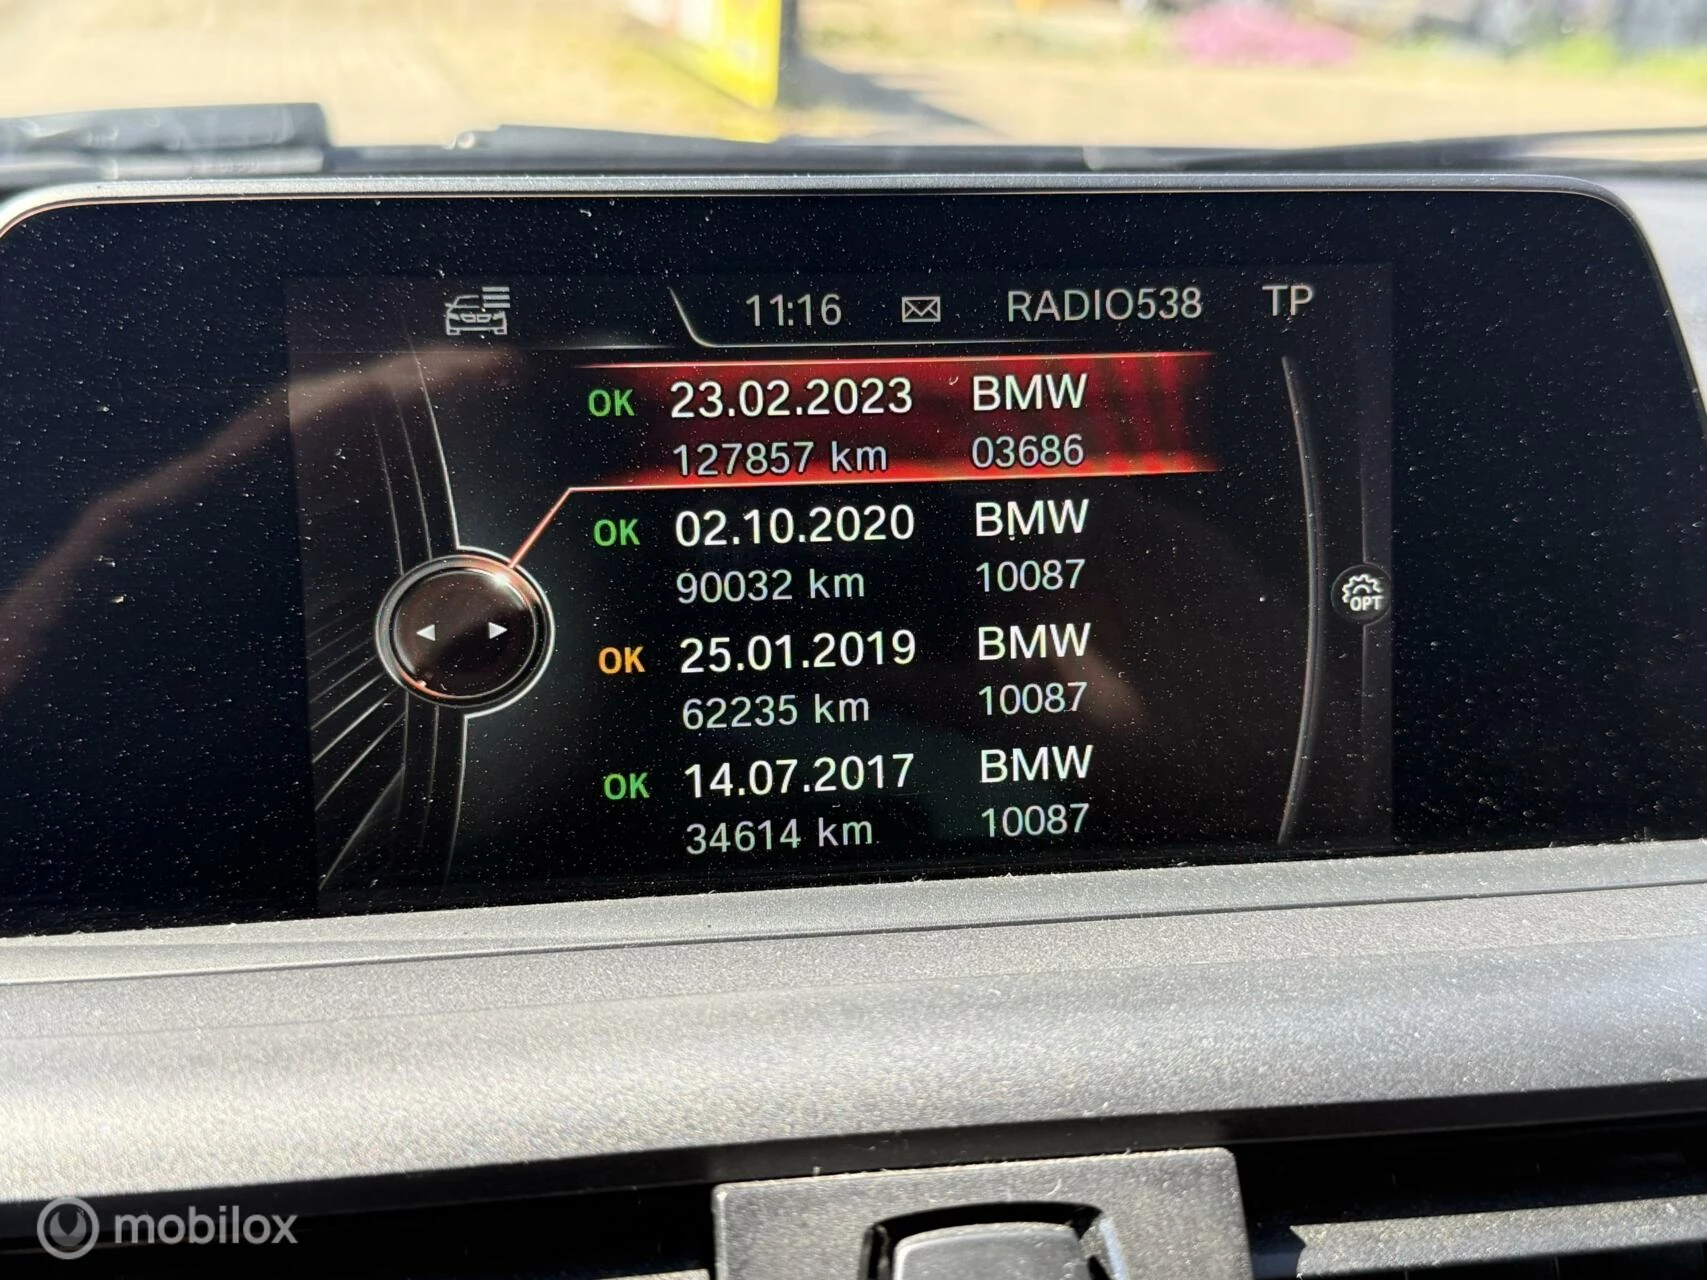 11:16 RADIO538 TP
OK 23.02.2023 BMW
127857 km 03686
OK 02.10.2020 BMW
90032 km 10087
OPT
OK 25.01.2019 BMW
62235 km 10087
OK 14.07.2017 BMW
34614 km 10087
mobilox